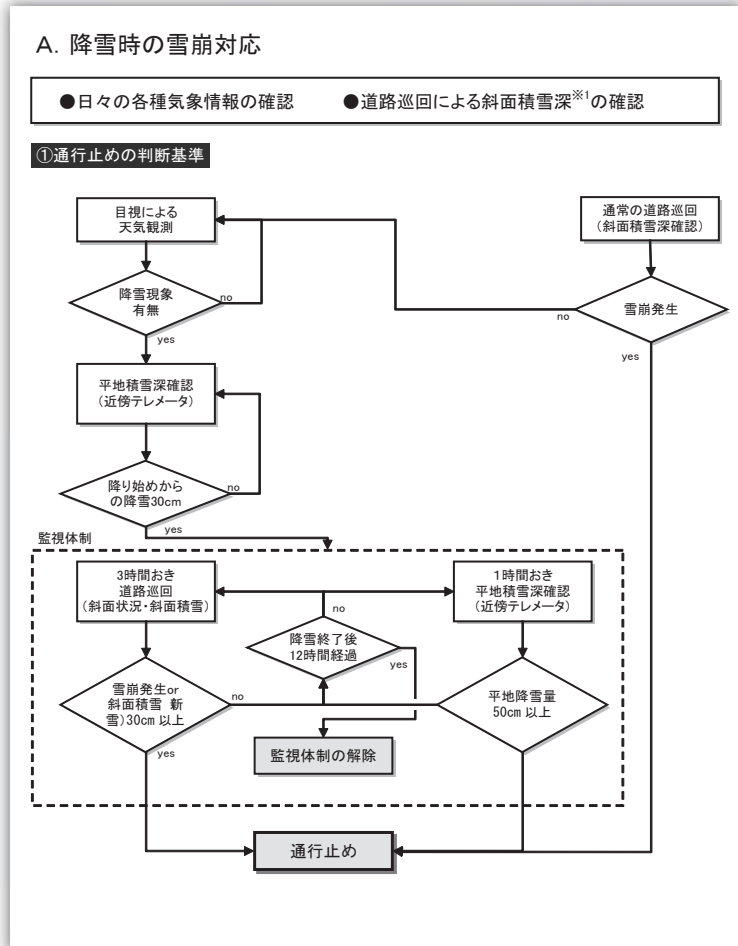 A. 降雪時の雪崩対応
●日々の各種気象情報の確認　●道路巡回による斜面積雪深※1の確認
①通行止めの判断基準
目視による
天気観測
通常の道路巡回
(斜面積雪深確認)
降雪現象
有無
no
yes
雪崩発生
no
yes
平地積雪深確認
(近傍テレメータ)
降り始めから
の降雪30cm
no
yes
監視体制
3時間おき
道路巡回
(斜面状況・斜面積雪)
1時間おき
平地積雪深確認
(近傍テレメータ)
no
降雪終了後
12時間経過
yes
雪崩発生or
斜面積雪 新
雪)30cm 以上
no
yes
平地降雪量
50cm 以上
監視体制の解除
通行止め